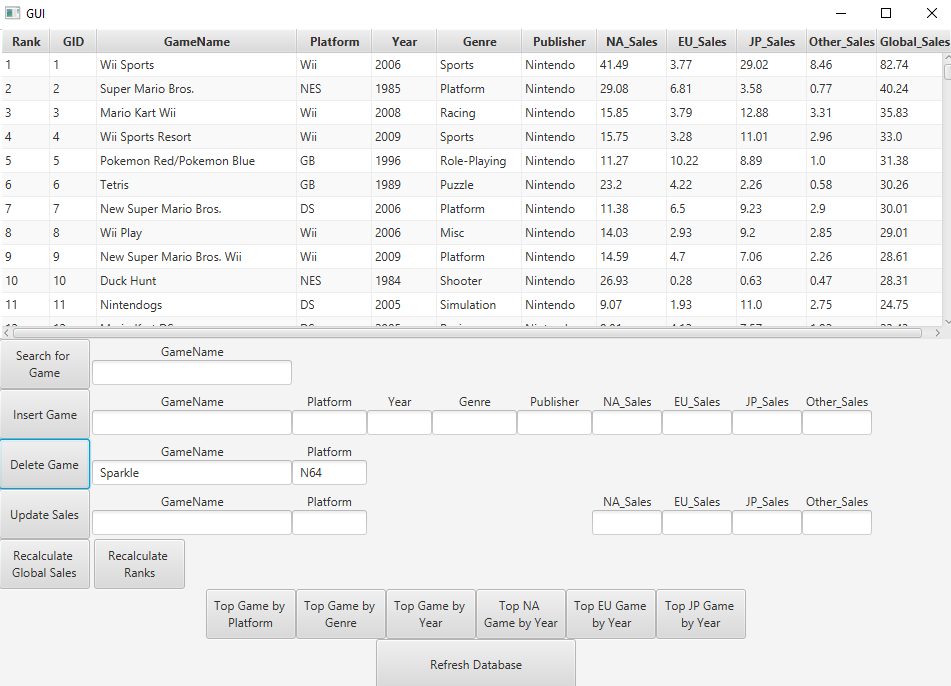 GUI
Rank GID GameName Platform Year Genre Publisher NA_Sales EU_Sales JP_Sales Other_Sales Global_Sales
1 1 Wii Sports Wii 2006 Sports Nintendo 41.49 3.77 29.02 8.46 82.74
2 2 Super Mario Bros. NES 1985 Platform Nintendo 29.08 6.81 3.58 0.77 40.24
3 3 Mario Kart Wii Wii 2008 Racing Nintendo 15.85 3.79 12.88 3.31 35.83
4 4 Wii Sports Resort Wii 2009 Sports Nintendo 15.75 3.28 11.01 2.96 33.0
5 5 Pokemon Red/Pokemon Blue GB 1996 Role-Playing Nintendo 11.27 10.22 8.89 1.0 31.38
6 6 Tetris GB 1989 Puzzle Nintendo 23.2 4.22 2.26 0.58 30.26
7 7 New Super Mario Bros. DS 2006 Platform Nintendo 11.38 6.5 9.23 2.9 30.01
8 8 Wii Play Wii 2006 Misc Nintendo 14.03 2.93 9.2 2.85 29.01
9 9 New Super Mario Bros. Wii Wii 2009 Platform Nintendo 14.59 4.7 7.06 2.26 28.61
10 10 Duck Hunt NES 1984 Shooter Nintendo 26.93 0.28 0.63 0.47 28.31
11 11 Nintendogs DS 2005 Simulation Nintendo 9.07 1.93 11.0 2.75 24.75
Search for
Game
GameName
Insert Game
GameName Platform Year Genre Publisher NA_Sales EU_Sales JP_Sales Other_Sales
Delete Game
GameName Platform
Sparkle N64
Update Sales
GameName Platform NA_Sales EU_Sales JP_Sales Other_Sales
Recalculate
Global Sales
Recalculate
Ranks
Top Game by
Platform
Top Game by
Genre
Top Game by
Year
Top NA
Game by Year
Top EU Game
by Year
Top JP Game
by Year
Refresh Database